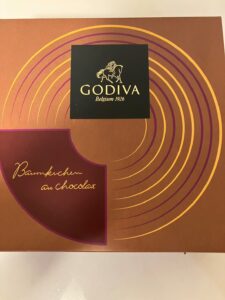 GODIVA
Belgium 1926
Baumkuchen
au chocolat